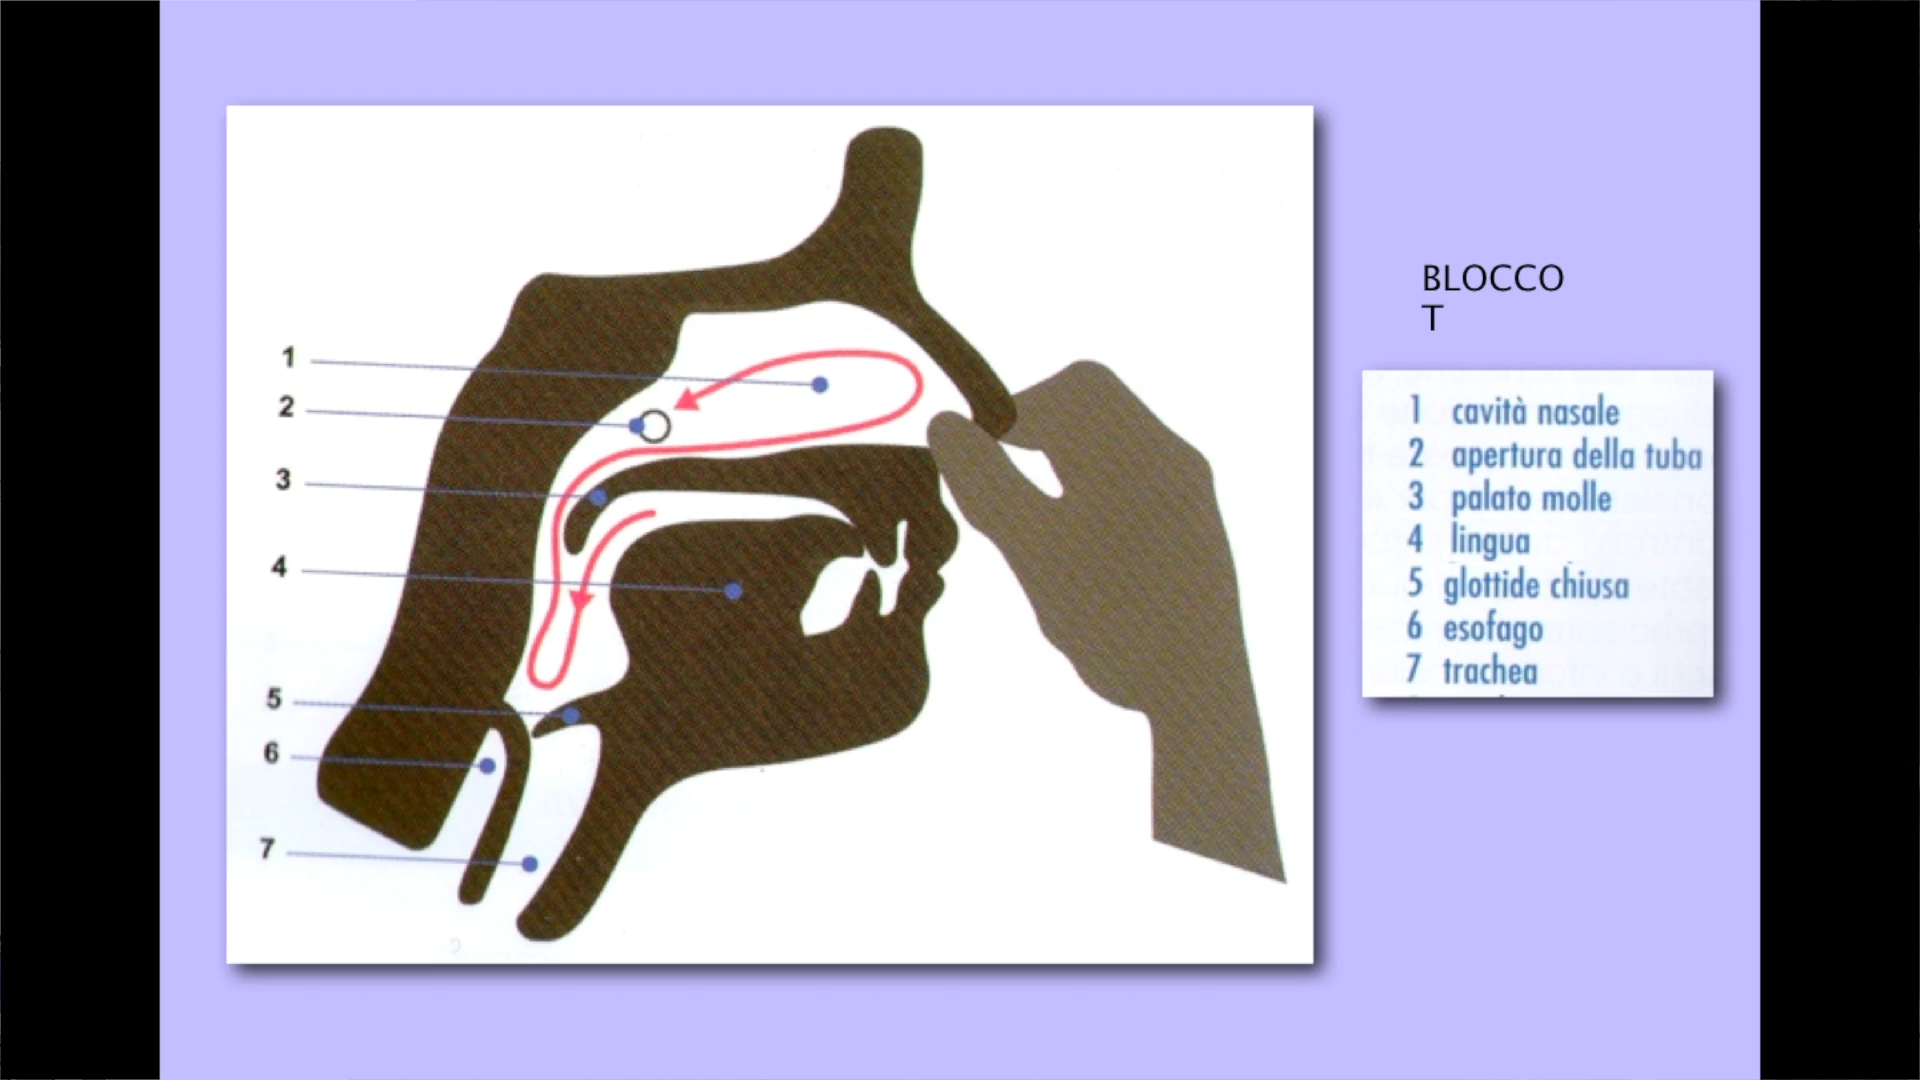 1
2
3
4
5
6
7
BLOCCO
T
1 cavità nasale
2 apertura della tuba
3 palato molle
4 lingua
5 glottide chiusa
6 esofago
7 trachea